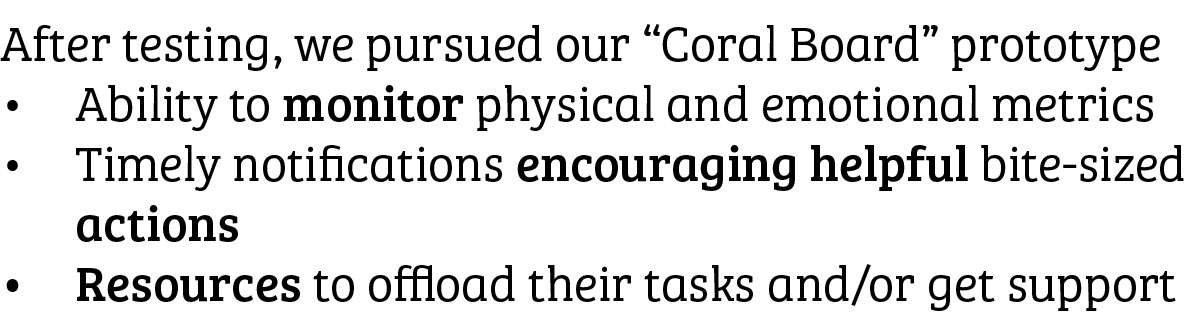 After testing, we pursued our “Coral Board” prototype
• Ability to monitor physical and emotional metrics
• Timely notifications encouraging helpful bite-sized
actions
• Resources to offload their tasks and/or get support